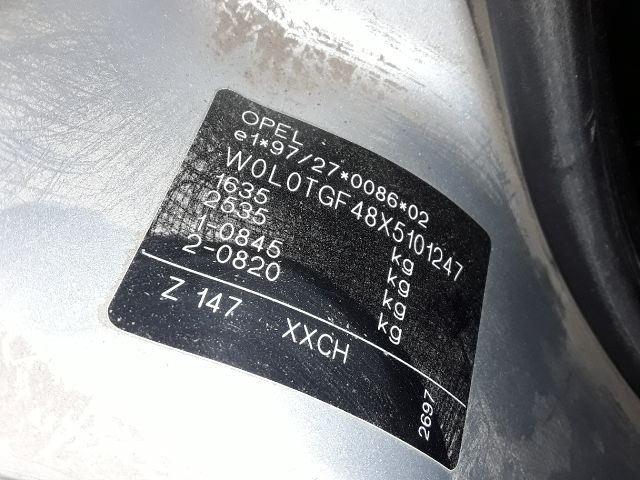 OPEL
e1*97/27*0086*02
W0L0TGF48X5101247
1635 kg
2535 kg
1-0845 kg
2-0820 kg
Z 147 XXCH
2697